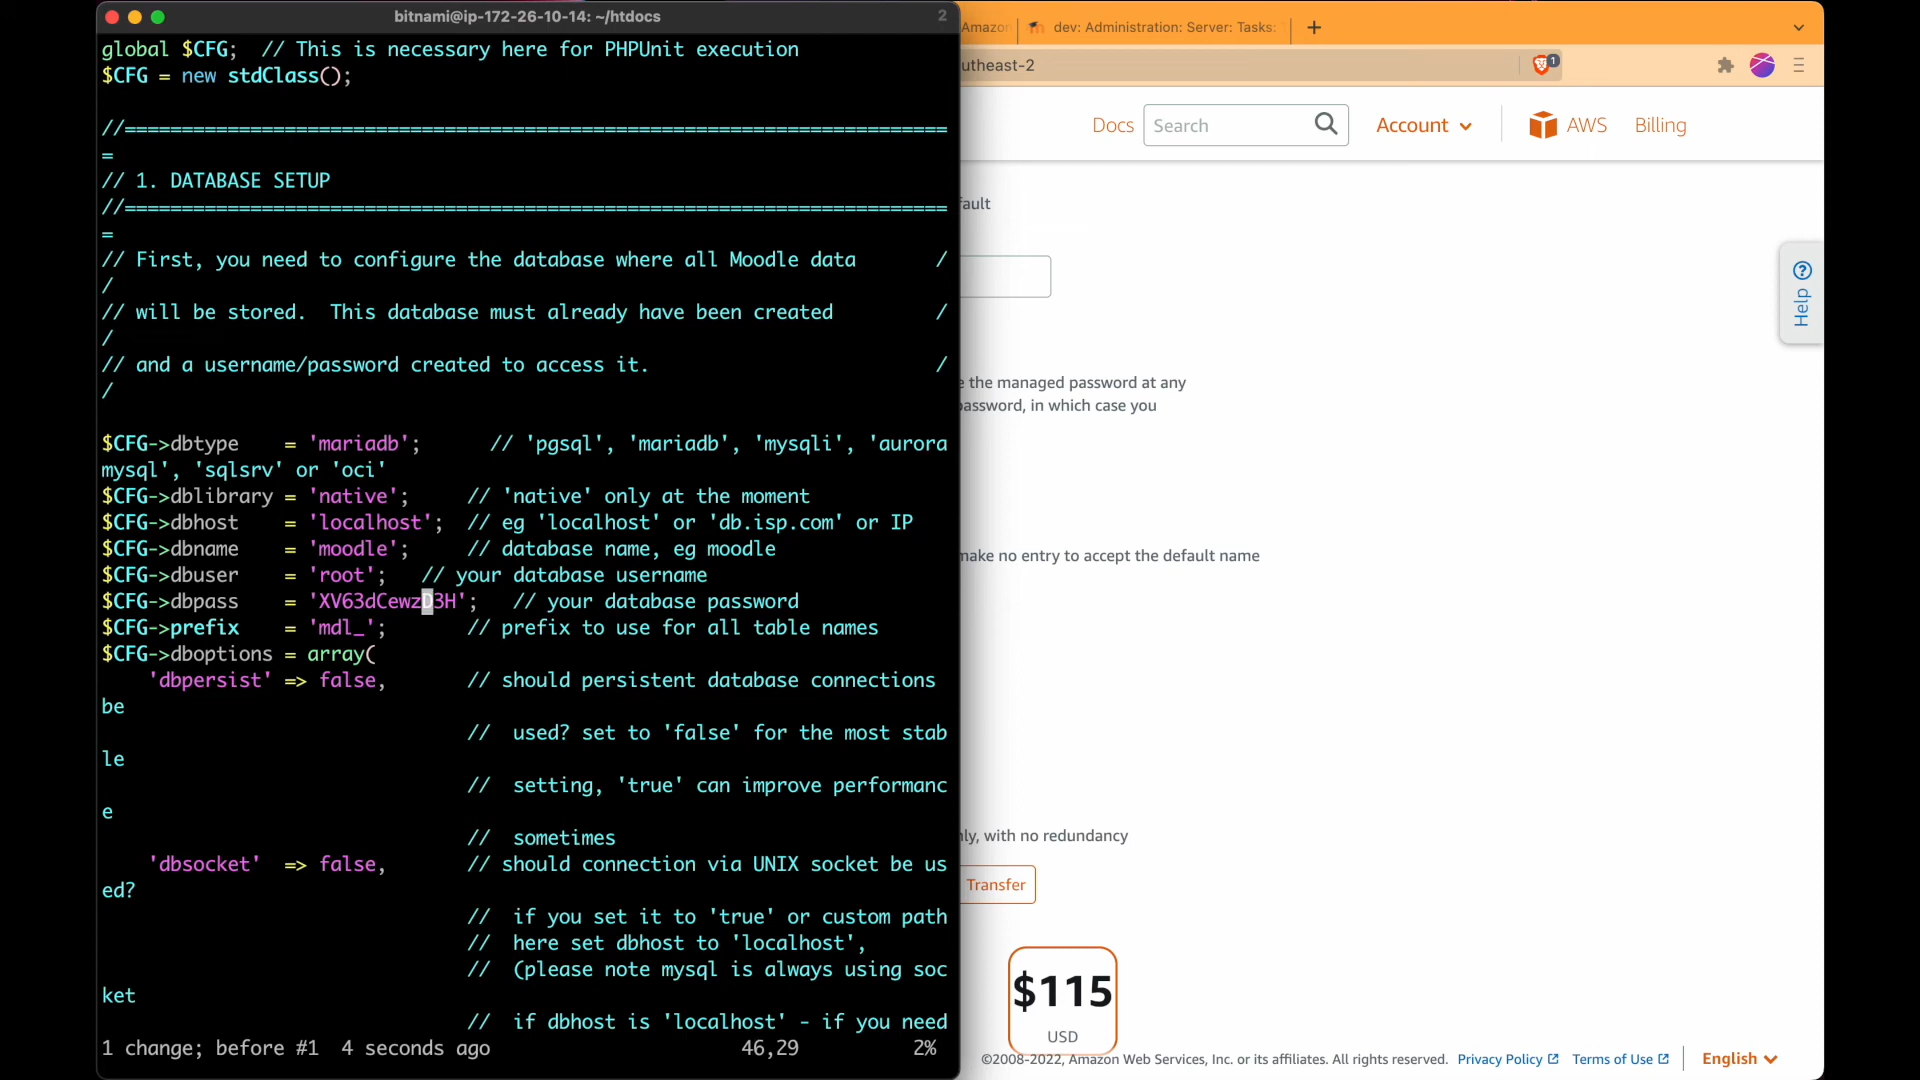 bitnami@ip-172-26-10-14: ~/htdocs
2
global $CFG;  // This is necessary here for PHPUnit execution
$CFG = new stdClass();
//========================================================================
=
// 1. DATABASE SETUP
//========================================================================
=
// First, you need to configure the database where all Moodle data       /
/
// will be stored.  This database must already have been created         /
/
// and a username/password created to access it.                         /
/
$CFG->dbtype    = 'mariadb';      // 'pgsql', 'mariadb', 'mysqli', 'aurora
mysql', 'sqlsrv' or 'oci'
$CFG->dblibrary = 'native';     // 'native' only at the moment
$CFG->dbhost    = 'localhost';  // eg 'localhost' or 'db.isp.com' or IP
$CFG->dbname    = 'moodle';     // database name, eg moodle
$CFG->dbuser    = 'root';   // your database username
$CFG->dbpass    = 'XV63dCewzD3H';   // your database password
$CFG->prefix    = 'mdl_';       // prefix to use for all table names
$CFG->dboptions = array(
    'dbpersist' => false,       // should persistent database connections
be
                                //  used? set to 'false' for the most stab
le
                                //  setting, 'true' can improve performanc
e
                                //  sometimes
    'dbsocket'  => false,       // should connection via UNIX socket be us
ed?
                                //  if you set it to 'true' or custom path
                                //  here set dbhost to 'localhost',
                                //  (please note mysql is always using soc
ket
                                //  if dbhost is 'localhost' - if you need
1 change; before #1  4 seconds ago
46,29
2%
Amazon
dev: Administration: Server: Tasks:
utheast-2
1
Docs
Search
Account
AWS
Billing
fault
Help
e the managed password at any
password, in which case you
make no entry to accept the default name
nly, with no redundancy
Transfer
$115
USD
©2008-2022, Amazon Web Services, Inc. or its affiliates. All rights reserved.
Privacy Policy
Terms of Use
English